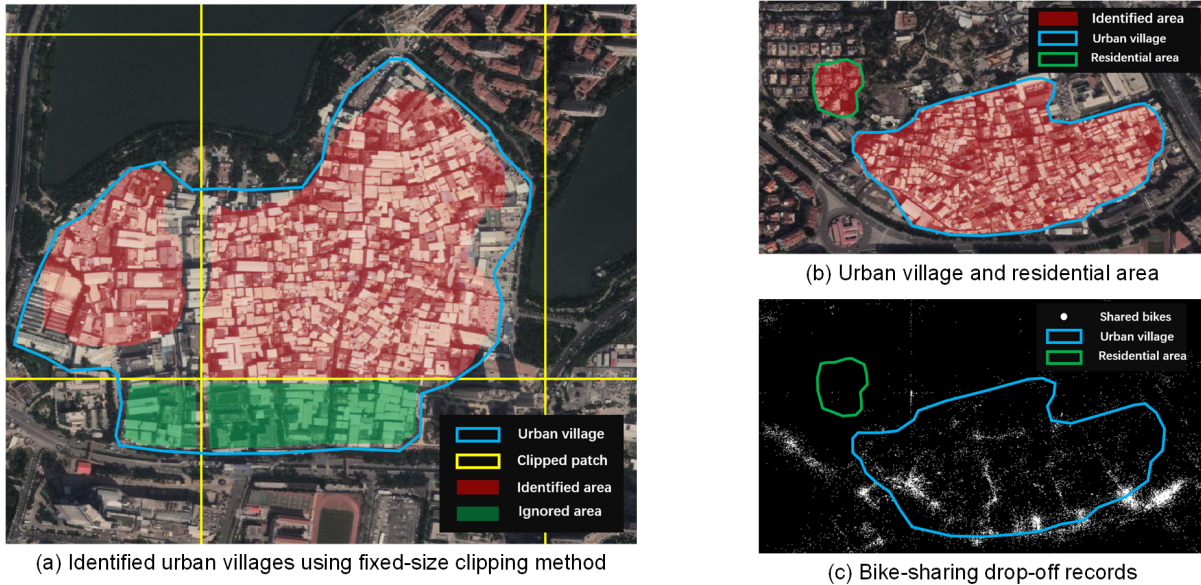 Urban village
Clipped patch
Identified area
Ignored area
(a) Identified urban villages using fixed-size clipping method
Identified area
Urban village
Residential area
(b) Urban village and residential area
Shared bikes
Urban village
Residential area
(c) Bike-sharing drop-off records